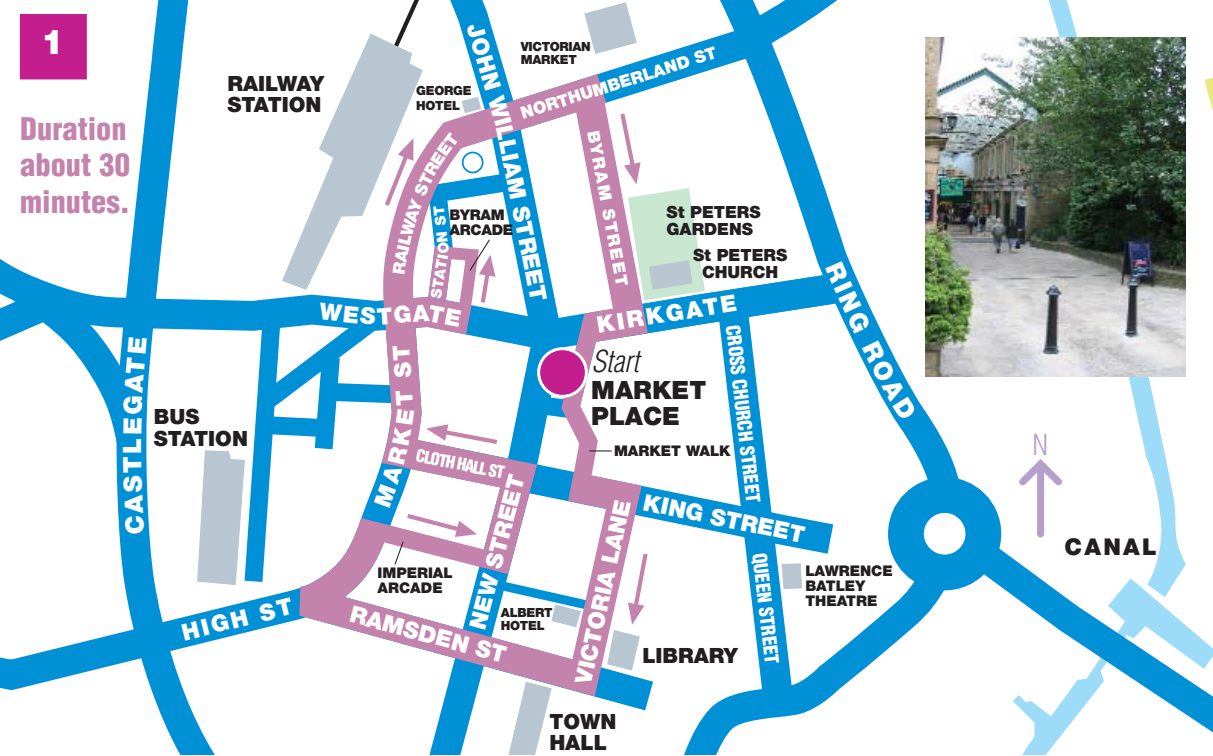 1
Duration
about 30
minutes.
RAILWAY
STATION
GEORGE
HOTEL
VICTORIAN
MARKET
NORTHUMBERLAND ST
JOHN WILLIAM STREET
RAILWAY STREET
STATION ST
BYRAM
ARCADE
BYRAM STREET
St PETERS
GARDENS
St PETERS
CHURCH
WESTGATE
KIRKGATE
RING ROAD
Start
MARKET
PLACE
MARKET WALK
CROSS CHURCH STREET
CASTLEGATE
BUS
STATION
MARKET ST
CLOTH HALL ST
NEW STREET
KING STREET
VICTORIA LANE
QUEEN STREET
IMPERIAL
ARCADE
ALBERT
HOTEL
LAWRENCE
BATLEY
THEATRE
N
CANAL
HIGH ST
RAMSDEN ST
LIBRARY
TOWN
HALL